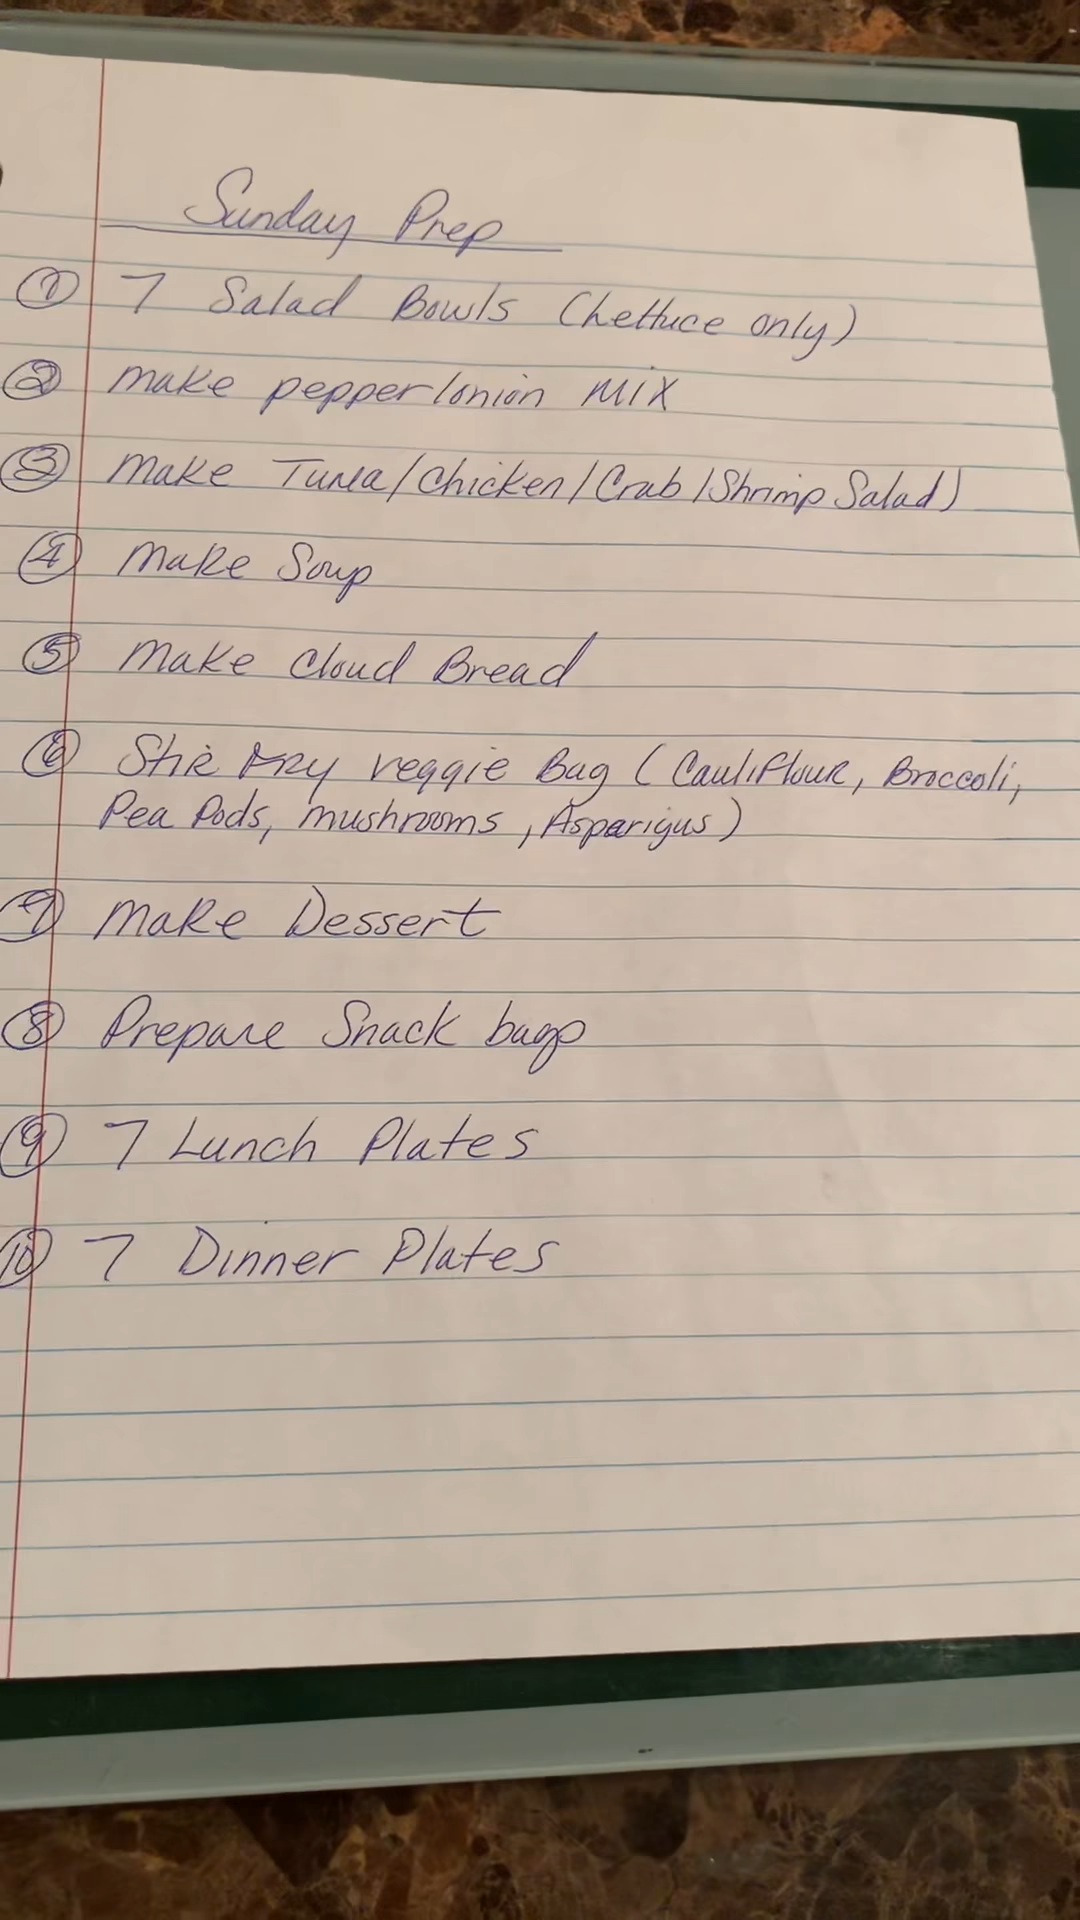 Sunday Prep
① 7 Salad Bowls (Lettuce only)
② Make pepper/onion Mix
③ Make Tuna/Chicken/Crab/Shrimp Salad)
④ Make Soup
⑤ Make Cloud Bread
⑥ Stir Fry veggie Bag (Cauliflour, Broccoli,
Pea Pods, mushrooms, Asparigus)
⑦ Make Dessert
⑧ Prepare Snack bags
⑨ 7 Lunch Plates
⑩ 7 Dinner Plates